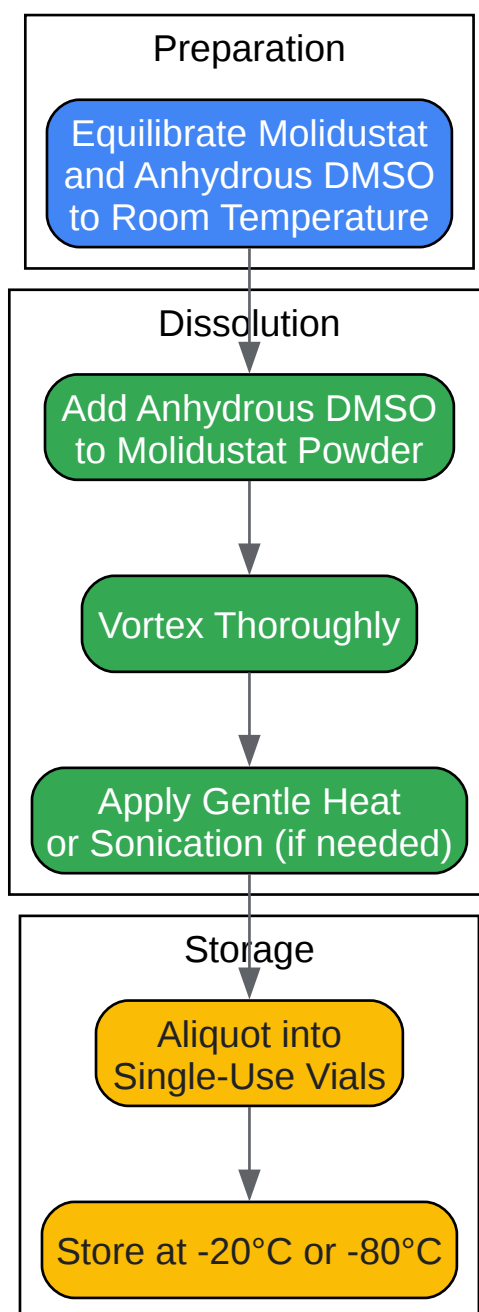 Preparation
Equilibrate Molidustat
and Anhydrous DMSO
to Room Temperature
Dissolution
Add Anhydrous DMSO
to Molidustat Powder
Vortex Thoroughly
Apply Gentle Heat
or Sonication (if needed)
Storage
Aliquot into
Single-Use Vials
Store at -20°C or -80°C